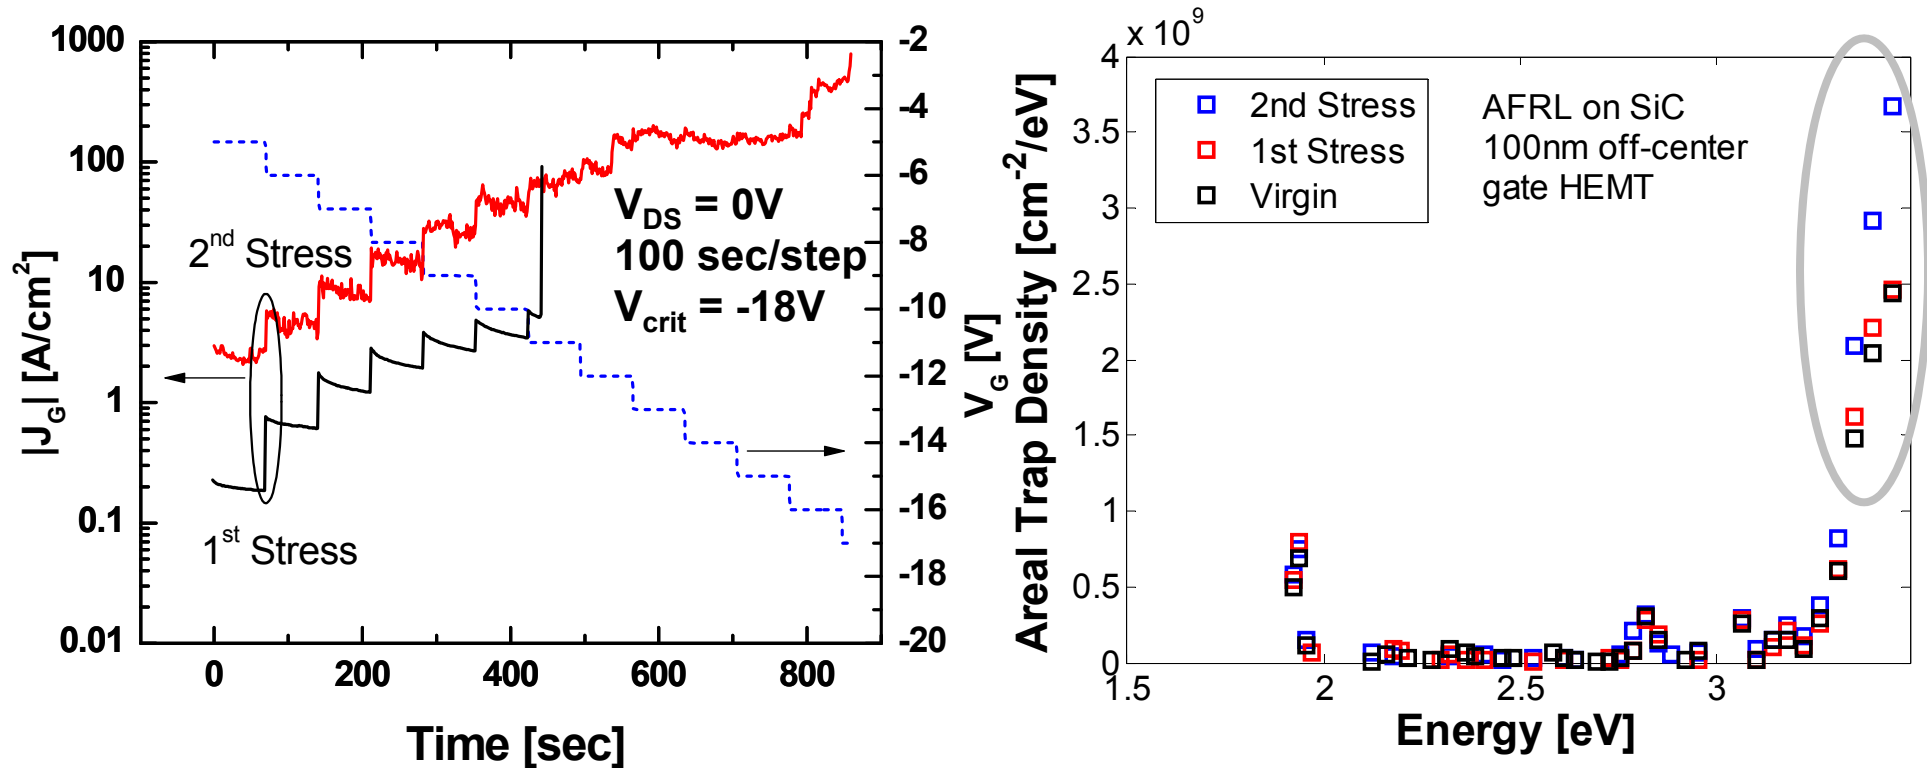 1000
100
10
1
0.1
0.01
|J_G| [A/cm²]
0 200 400 600 800
Time [sec]
-2
-4
-6
-8
-10
-12
-14
-16
-18
-20
V_G [V]
2nd Stress
1st Stress
V_DS = 0V
100 sec/step
V_crit = -18V
x 10⁹
4
3.5
3
2.5
2
1.5
1
0.5
0
Areal Trap Density [cm⁻²/eV]
1.5 2 2.5 3
Energy [eV]
2nd Stress
1st Stress
Virgin
AFRL on SiC
100nm off-center
gate HEMT